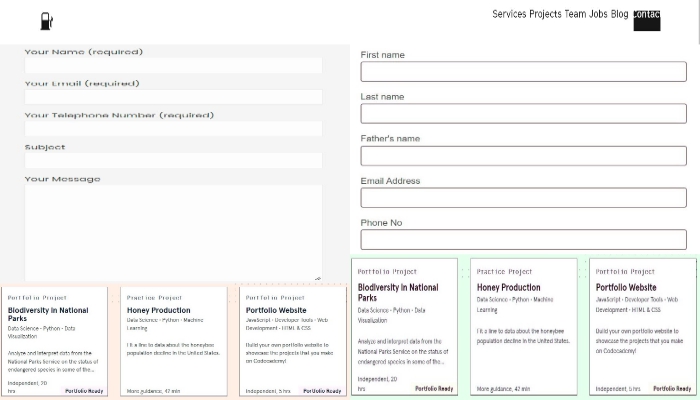 Services Projects Team Jobs Blog Contac
Your Name (required)
Your Email (required)
Your Telephone Number (required)
Subject
Your Message
First name
Last name
Father's name
Email Address
Phone No
Portfolio Project
Biodiversity in National
Parks
Data Science • Python • Data
Visualization
Analyze and interpret data from the
National Parks Service on the status of
endangered species in some of the...
Independent, 20
hrs
Portfolio Ready
Practice Project
Honey Production
Data Science • Python • Machine
Learning
Fit a line to data about the honeybee
population decline in the United States.
More guidance, 47 min
Portfolio Project
Portfolio Website
JavaScript • Developer Tools • Web
Development • HTML & CSS
Build your own portfolio website to
showcase the projects that you make
on Codecademy!
Independent, 5 hrs
Portfolio Ready
Portfolio Project
Biodiversity in National
Parks
Data Science • Python • Data
Visualization
Analyze and interpret data from the
National Parks Service on the status of
endangered species in some of the...
Independent, 20
hrs
Portfolio Ready
Practice Project
Honey Production
Data Science • Python • Machine
Learning
Fit a line to data about the honeybee
population decline in the United States.
More guidance, 47 min
Portfolio Project
Portfolio Website
JavaScript • Developer Tools • Web
Development • HTML & CSS
Build your own portfolio website to
showcase the projects that you make
on Codecademy!
Independent, 5 hrs
Portfolio Ready